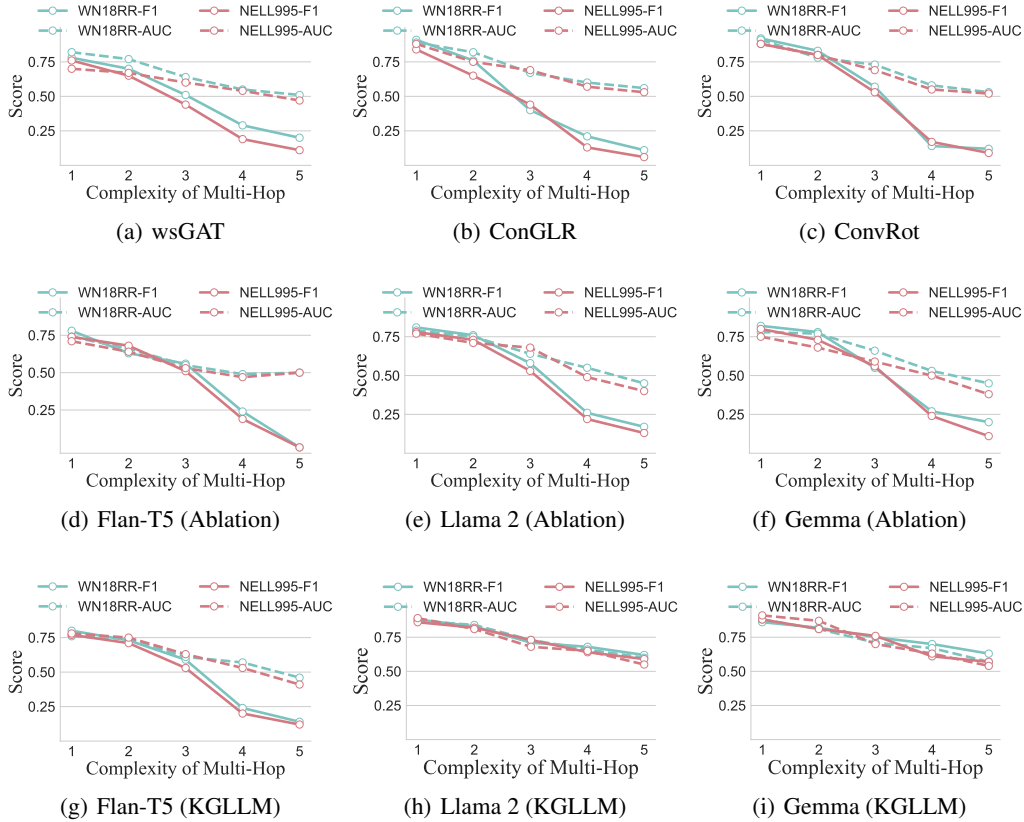 WN18RR-F1 NELL995-F1
WN18RR-AUC NELL995-AUC
Score
0.75
0.50
0.25
1 2 3 4 5
Complexity of Multi-Hop
(a) wsGAT
WN18RR-F1 NELL995-F1
WN18RR-AUC NELL995-AUC
Score
0.75
0.50
0.25
1 2 3 4 5
Complexity of Multi-Hop
(b) ConGLR
WN18RR-F1 NELL995-F1
WN18RR-AUC NELL995-AUC
Score
0.75
0.50
0.25
1 2 3 4 5
Complexity of Multi-Hop
(c) ConvRot
WN18RR-F1 NELL995-F1
WN18RR-AUC NELL995-AUC
Score
0.75
0.50
0.25
1 2 3 4 5
Complexity of Multi-Hop
(d) Flan-T5 (Ablation)
WN18RR-F1 NELL995-F1
WN18RR-AUC NELL995-AUC
Score
0.75
0.50
0.25
1 2 3 4 5
Complexity of Multi-Hop
(e) Llama 2 (Ablation)
WN18RR-F1 NELL995-F1
WN18RR-AUC NELL995-AUC
Score
0.75
0.50
0.25
1 2 3 4 5
Complexity of Multi-Hop
(f) Gemma (Ablation)
WN18RR-F1 NELL995-F1
WN18RR-AUC NELL995-AUC
Score
0.75
0.50
0.25
1 2 3 4 5
Complexity of Multi-Hop
(g) Flan-T5 (KGLLM)
WN18RR-F1 NELL995-F1
WN18RR-AUC NELL995-AUC
Score
0.75
0.50
0.25
1 2 3 4 5
Complexity of Multi-Hop
(h) Llama 2 (KGLLM)
WN18RR-F1 NELL995-F1
WN18RR-AUC NELL995-AUC
Score
0.75
0.50
0.25
1 2 3 4 5
Complexity of Multi-Hop
(i) Gemma (KGLLM)